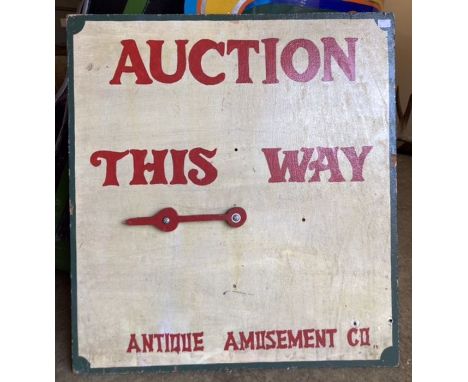 AUCTION
THIS WAY
ANTIQUE AMUSEMENT CO